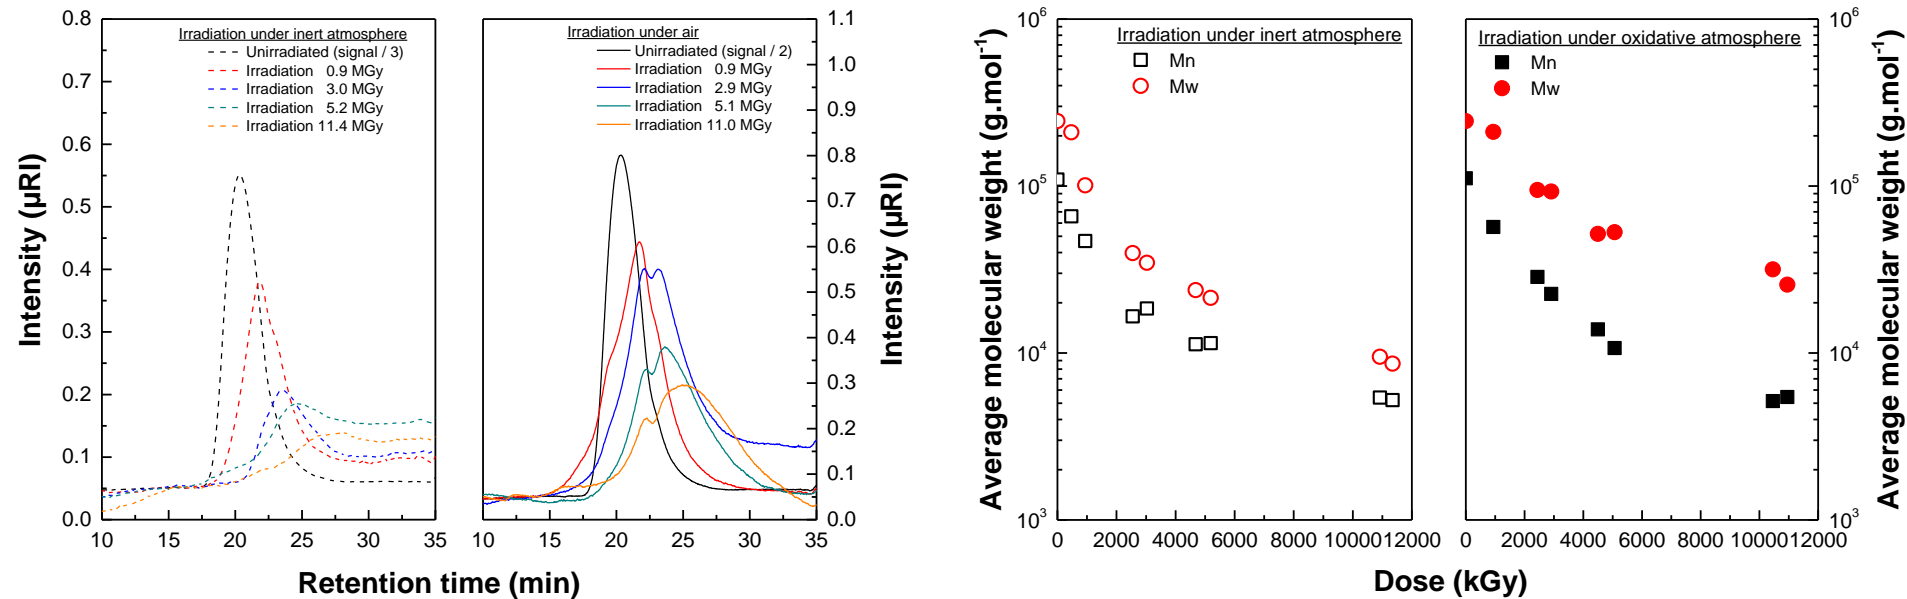 Intensity (µRI)
0.8
0.7
0.6
0.5
0.4
0.3
0.2
0.1
0.0
Irradiation under inert atmosphere
Unirradiated (signal / 3)
Irradiation 0.9 MGy
Irradiation 3.0 MGy
Irradiation 5.2 MGy
Irradiation 11.4 MGy
10 15 20 25 30 35
Irradiation under air
Unirradiated (signal / 2)
Irradiation 0.9 MGy
Irradiation 2.9 MGy
Irradiation 5.1 MGy
Irradiation 11.0 MGy
10 15 20 25 30 35
1.1
1.0
0.9
0.8
0.7
0.6
0.5
0.4
0.3
0.2
0.1
0.0
Intensity (µRI)
Retention time (min)
Average molecular weight (g.mol⁻¹)
10⁶
10⁵
10⁴
10³
Irradiation under inert atmosphere
Mn
Mw
0 2000 4000 6000 8000 10000 12000
Irradiation under oxidative atmosphere
Mn
Mw
0 2000 4000 6000 8000 10000 12000
10⁶
10⁵
10⁴
10³
Average molecular weight (g.mol⁻¹)
Dose (kGy)